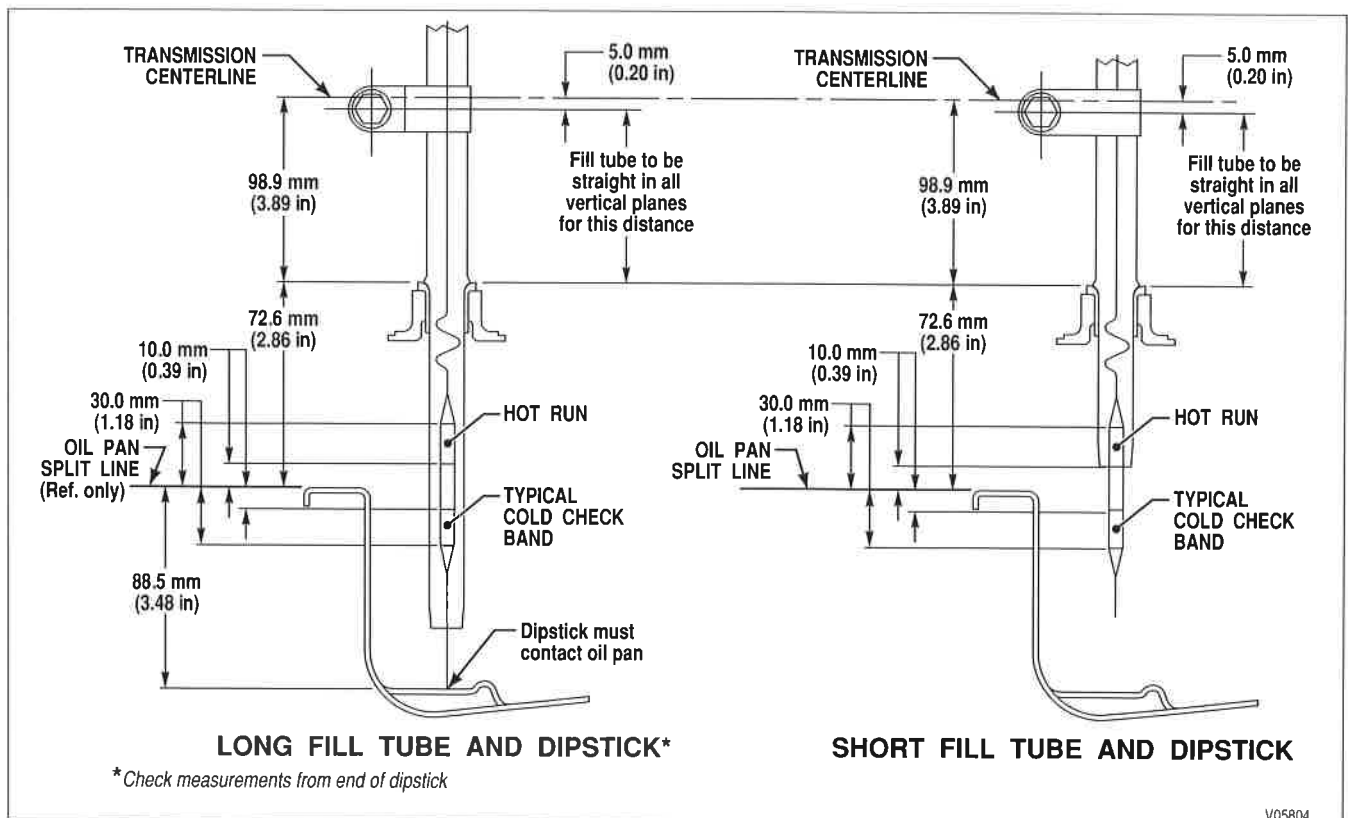 TRANSMISSION
CENTERLINE
5.0 mm
(0.20 in)
98.9 mm
(3.89 in)
Fill tube to be
straight in all
vertical planes
for this distance
72.6 mm
(2.86 in)
10.0 mm
(0.39 in)
30.0 mm
(1.18 in)
OIL PAN
SPLIT LINE
(Ref. only)
HOT RUN
TYPICAL
COLD CHECK
BAND
88.5 mm
(3.48 in)
Dipstick must
contact oil pan
LONG FILL TUBE AND DIPSTICK*
*Check measurements from end of dipstick
TRANSMISSION
CENTERLINE
5.0 mm
(0.20 in)
98.9 mm
(3.89 in)
Fill tube to be
straight in all
vertical planes
for this distance
72.6 mm
(2.86 in)
10.0 mm
(0.39 in)
30.0 mm
(1.18 in)
OIL PAN
SPLIT LINE
HOT RUN
TYPICAL
COLD CHECK
BAND
SHORT FILL TUBE AND DIPSTICK
V05804